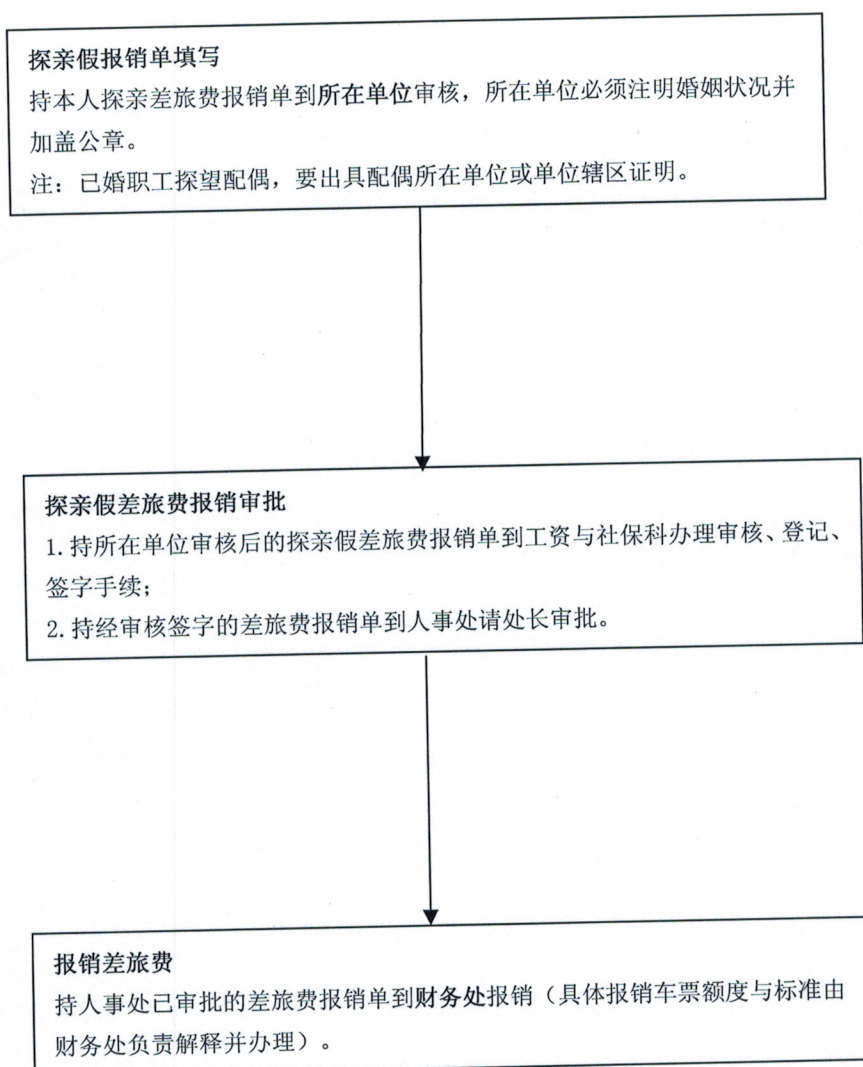 探亲假报销单填写
持本人探亲差旅费报销单到所在单位审核，所在单位必须注明婚姻状况并
加盖公章。
注：已婚职工探望配偶，要出具配偶所在单位或单位辖区证明。
探亲假差旅费报销审批
1.持所在单位审核后的探亲假差旅费报销单到工资与社保科办理审核、登记、
签字手续；
2.持经审核签字的差旅费报销单到人事处请处长审批。
报销差旅费
持人事处已审批的差旅费报销单到财务处报销（具体报销车票额度与标准由
财务处负责解释并办理）。